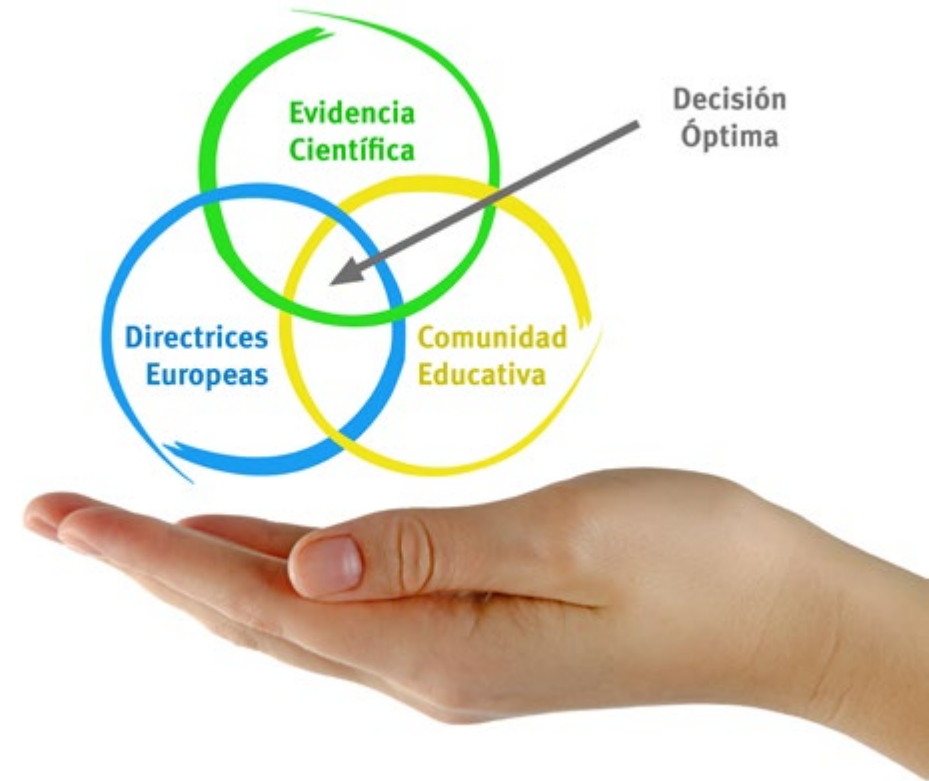 Evidencia
Científica
Decisión
Óptima
Directrices
Europeas
Comunidad
Educativa